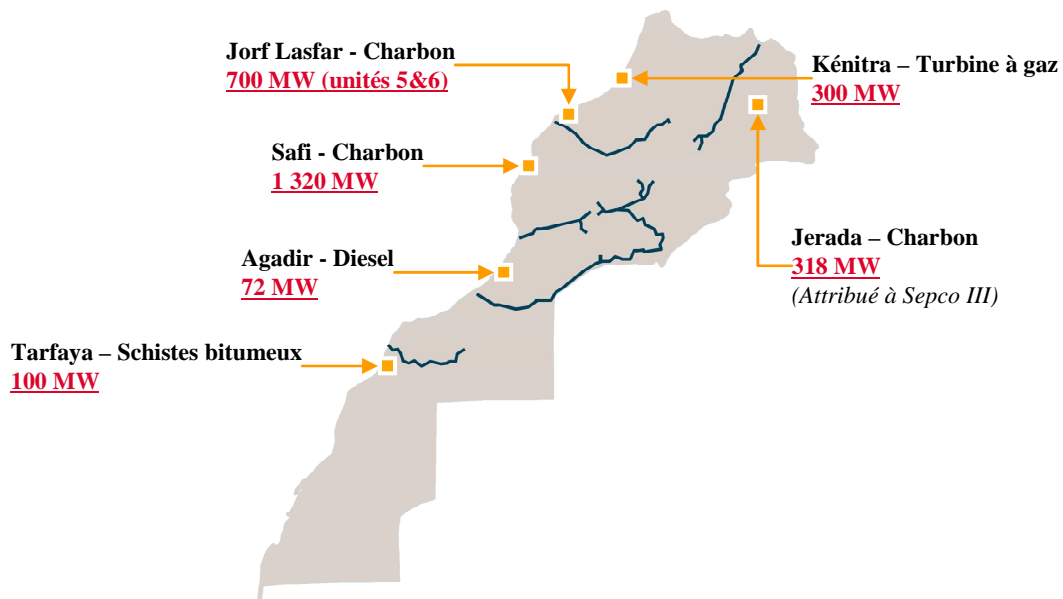 Jorf Lasfar - Charbon
700 MW (unités 5&6)
Kénitra – Turbine à gaz
300 MW
Safi - Charbon
1 320 MW
Agadir - Diesel
72 MW
Jerada – Charbon
318 MW
(Attribué à Sepco III)
Tarfaya – Schistes bitumeux
100 MW